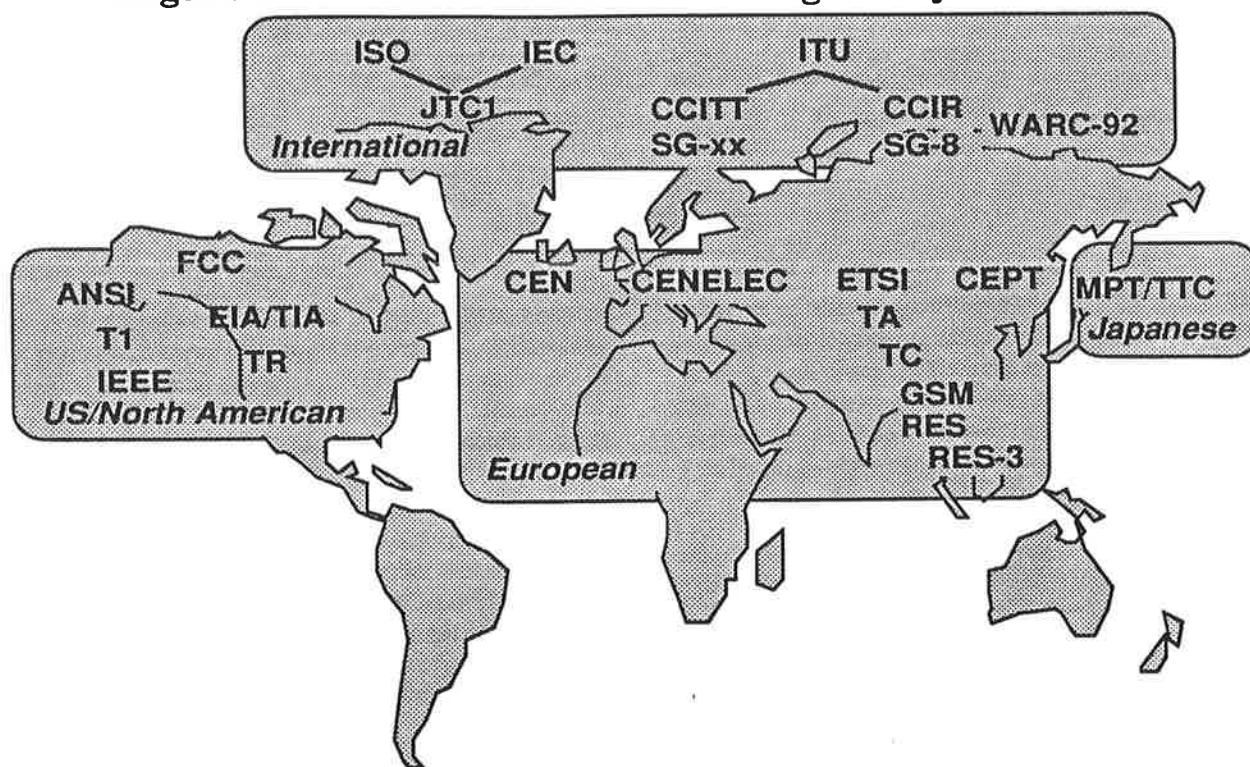 ISO IEC ITU
JTC1 CCITT CCIR
International SG-xx SG-8 WARC-92
FCC
CEN CENELEC ETSI CEPT MPT/TTC
ANSI
EIA/TIA TA Japanese
T1
TR TC
IEEE GSM
US/North American RES
European RES-3